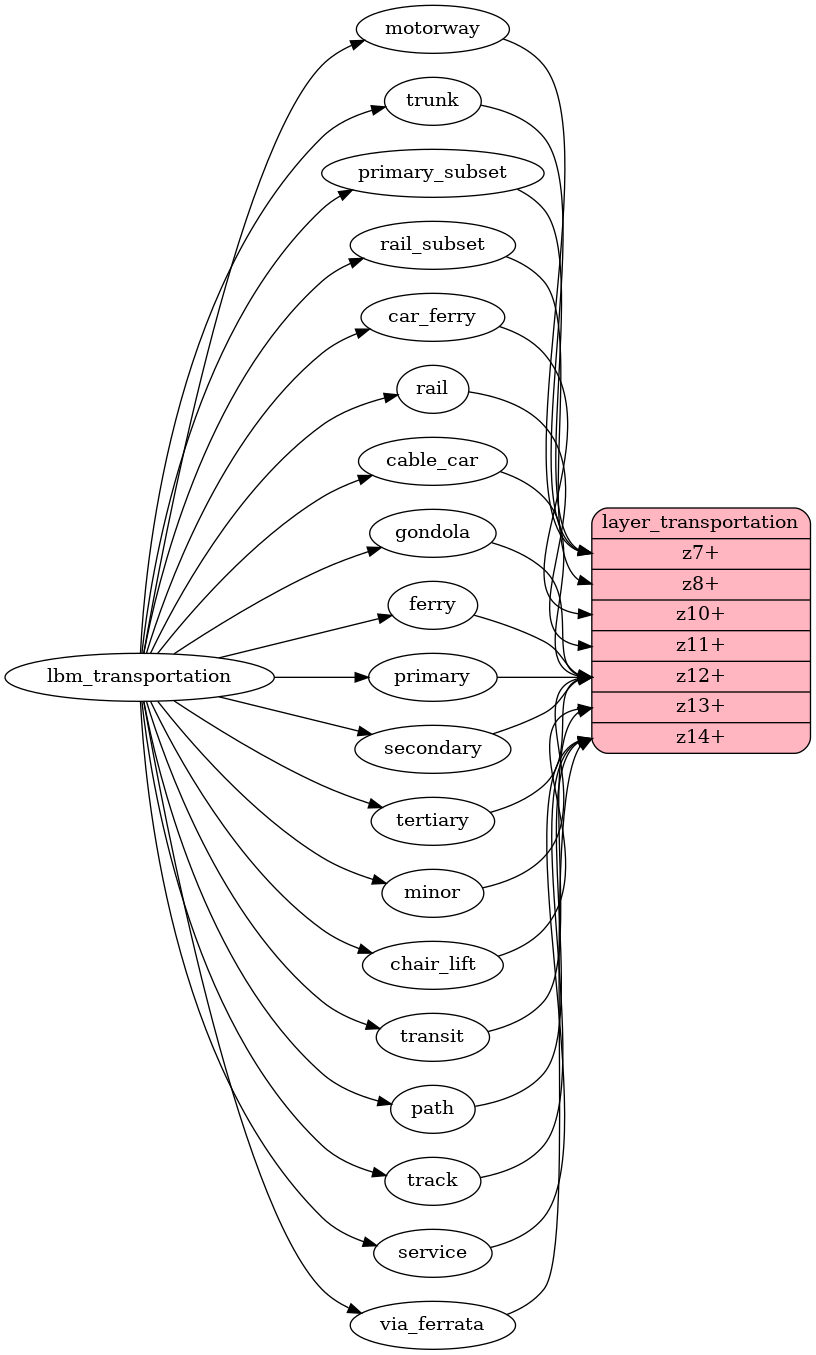 motorway
trunk
primary_subset
rail_subset
car_ferry
rail
cable_car
gondola
ferry
lbm_transportation
primary
secondary
tertiary
minor
chair_lift
transit
path
track
service
via_ferrata
layer_transportation
z7+
z8+
z10+
z11+
z12+
z13+
z14+